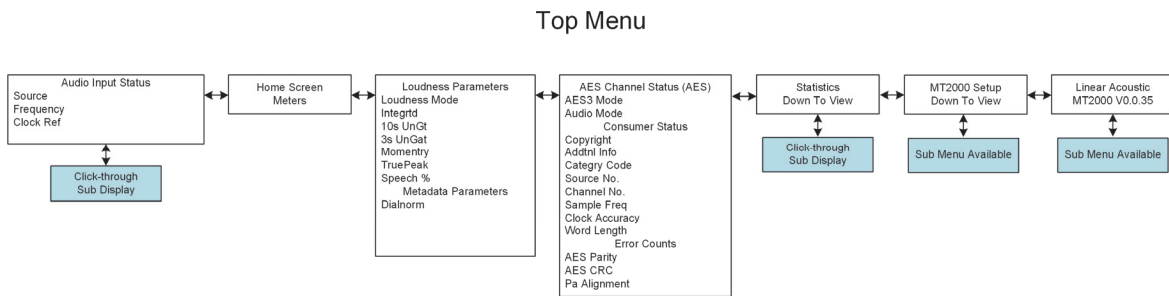 Top Menu
Audio Input Status
Source
Frequency
Clock Ref
Click-through
Sub Display
Home Screen
Meters
Loudness Parameters
Loudness Mode
Integrtd
10s UnGt
3s UnGat
Momentry
TruePeak
Speech %
Metadata Parameters
Dialnorm
AES Channel Status (AES)
AES3 Mode
Audio Mode
Consumer Status
Copyright
Addtnl Info
Categry Code
Source No.
Channel No.
Sample Freq
Clock Accuracy
Word Length
Error Counts
AES Parity
AES CRC
Pa Alignment
Statistics
Down To View
Click-through
Sub Display
MT2000 Setup
Down To View
Sub Menu Available
Linear Acoustic
MT2000 V0.0.35
Sub Menu Available